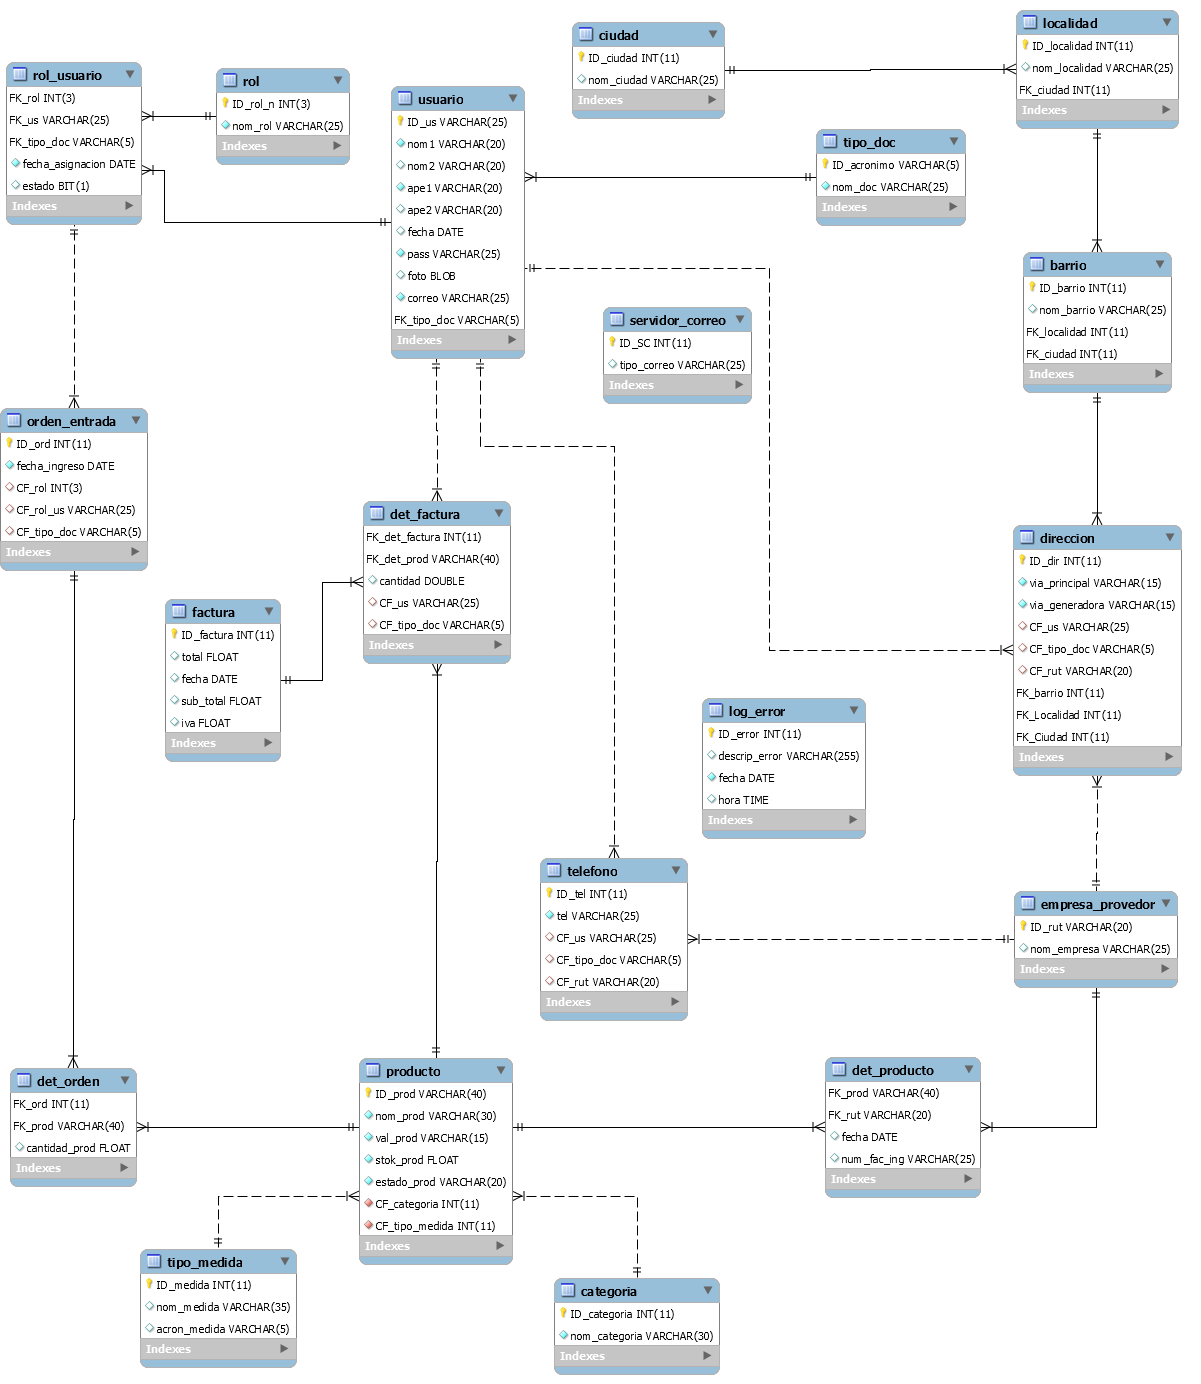 rol_usuario
FK_rol INT(3)
FK_us VARCHAR(25)
FK_tipo_doc VARCHAR(5)
fecha_asignacion DATE
estado BIT(1)
Indexes
rol
ID_rol_n INT(3)
nom_rol VARCHAR(25)
Indexes
usuario
ID_us VARCHAR(25)
nom1 VARCHAR(20)
nom2 VARCHAR(20)
ape1 VARCHAR(20)
ape2 VARCHAR(20)
fecha DATE
pass VARCHAR(25)
foto BLOB
correo VARCHAR(25)
FK_tipo_doc VARCHAR(5)
Indexes
ciudad
ID_ciudad INT(11)
nom_ciudad VARCHAR(25)
Indexes
localidad
ID_localidad INT(11)
nom_localidad VARCHAR(25)
FK_ciudad INT(11)
Indexes
tipo_doc
ID_acronimo VARCHAR(5)
nom_doc VARCHAR(25)
Indexes
barrio
ID_barrio INT(11)
nom_barrio VARCHAR(25)
FK_localidad INT(11)
FK_ciudad INT(11)
Indexes
servidor_correo
ID_SC INT(11)
tipo_correo VARCHAR(25)
Indexes
orden_entrada
ID_ord INT(11)
fecha_ingreso DATE
CF_rol INT(3)
CF_rol_us VARCHAR(25)
CF_tipo_doc VARCHAR(5)
Indexes
det_factura
FK_det_factura INT(11)
FK_det_prod VARCHAR(40)
cantidad DOUBLE
CF_us VARCHAR(25)
CF_tipo_doc VARCHAR(5)
Indexes
direccion
ID_dir INT(11)
via_principal VARCHAR(15)
via_generadora VARCHAR(15)
CF_us VARCHAR(25)
CF_tipo_doc VARCHAR(5)
CF_rut VARCHAR(20)
FK_barrio INT(11)
FK_Localidad INT(11)
FK_Ciudad INT(11)
Indexes
factura
ID_factura INT(11)
total FLOAT
fecha DATE
sub_total FLOAT
iva FLOAT
Indexes
log_error
ID_error INT(11)
descrip_error VARCHAR(255)
fecha DATE
hora TIME
Indexes
telefono
ID_tel INT(11)
tel VARCHAR(25)
CF_us VARCHAR(25)
CF_tipo_doc VARCHAR(5)
CF_rut VARCHAR(20)
Indexes
empresa_provedor
ID_rut VARCHAR(20)
nom_empresa VARCHAR(25)
Indexes
det_orden
FK_ord INT(11)
FK_prod VARCHAR(40)
cantidad_prod FLOAT
Indexes
producto
ID_prod VARCHAR(40)
nom_prod VARCHAR(30)
val_prod VARCHAR(15)
stok_prod FLOAT
estado_prod VARCHAR(20)
CF_categoria INT(11)
CF_tipo_medida INT(11)
Indexes
det_producto
FK_prod VARCHAR(40)
FK_rut VARCHAR(20)
fecha DATE
num_fac_ing VARCHAR(25)
Indexes
tipo_medida
ID_medida INT(11)
nom_medida VARCHAR(35)
acron_medida VARCHAR(5)
Indexes
categoria
ID_categoria INT(11)
nom_categoria VARCHAR(30)
Indexes